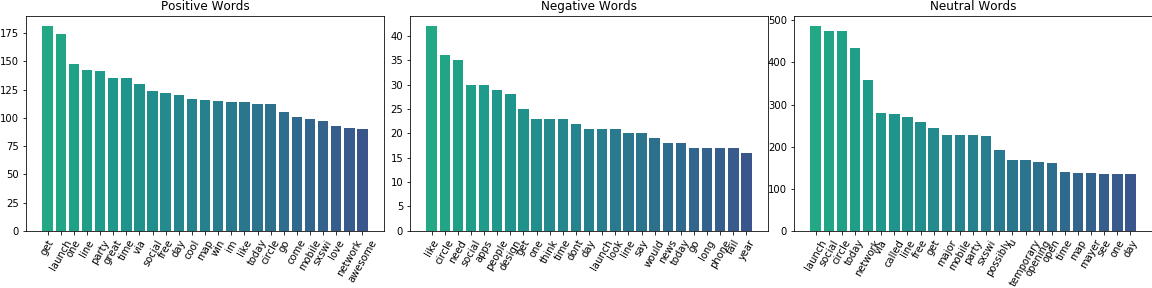 Positive Words
175
150
125
100
75
50
25
0
get
launch
one
line
party
great
time
via
social
free
day
cool
map
win
im
like
today
circle
go
come
mobile
sxswi
love
network
awesome
Negative Words
40
35
30
25
20
15
10
5
0
like
circle
need
social
apps
people
design
get
one
think
time
dont
day
launch
look
line
say
would
news
today
go
long
phone
fail
year
Neutral Words
500
400
300
200
100
0
launch
social
circle
today
network
via
called
line
free
get
major
mobile
party
sxswi
possibly
u
temporary
opening
open
time
map
mayer
see
one
day